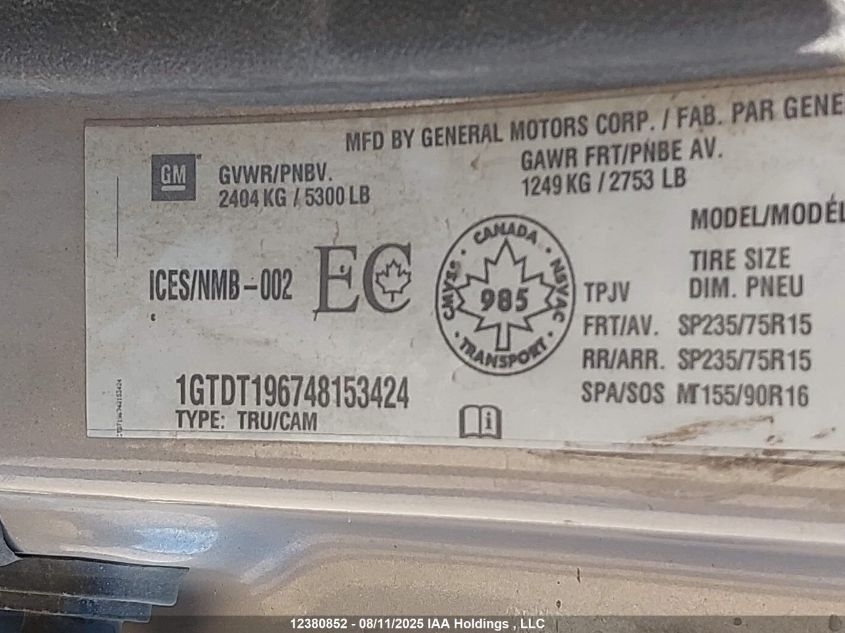 MFD BY GENERAL MOTORS CORP. / FAB. PAR GENE
GM
GVWR/PNBV.
2404 KG / 5300 LB
GAWR FRT/PNBE AV.
1249 KG / 2753 LB
MODEL/MODÉL
ICES/NMB-002
EC
CANADA
CMVSS
NSVAC
985
TRANSPORT
TIRE SIZE
TPJV DIM. PNEU
FRT/AV. SP235/75R15
RR/ARR. SP235/75R15
SPA/SOS MT155/90R16
1GTDT196748153424
TYPE: TRU/CAM
1GTDT196748153424
12380852 - 08/11/2025 IAA Holdings , LLC